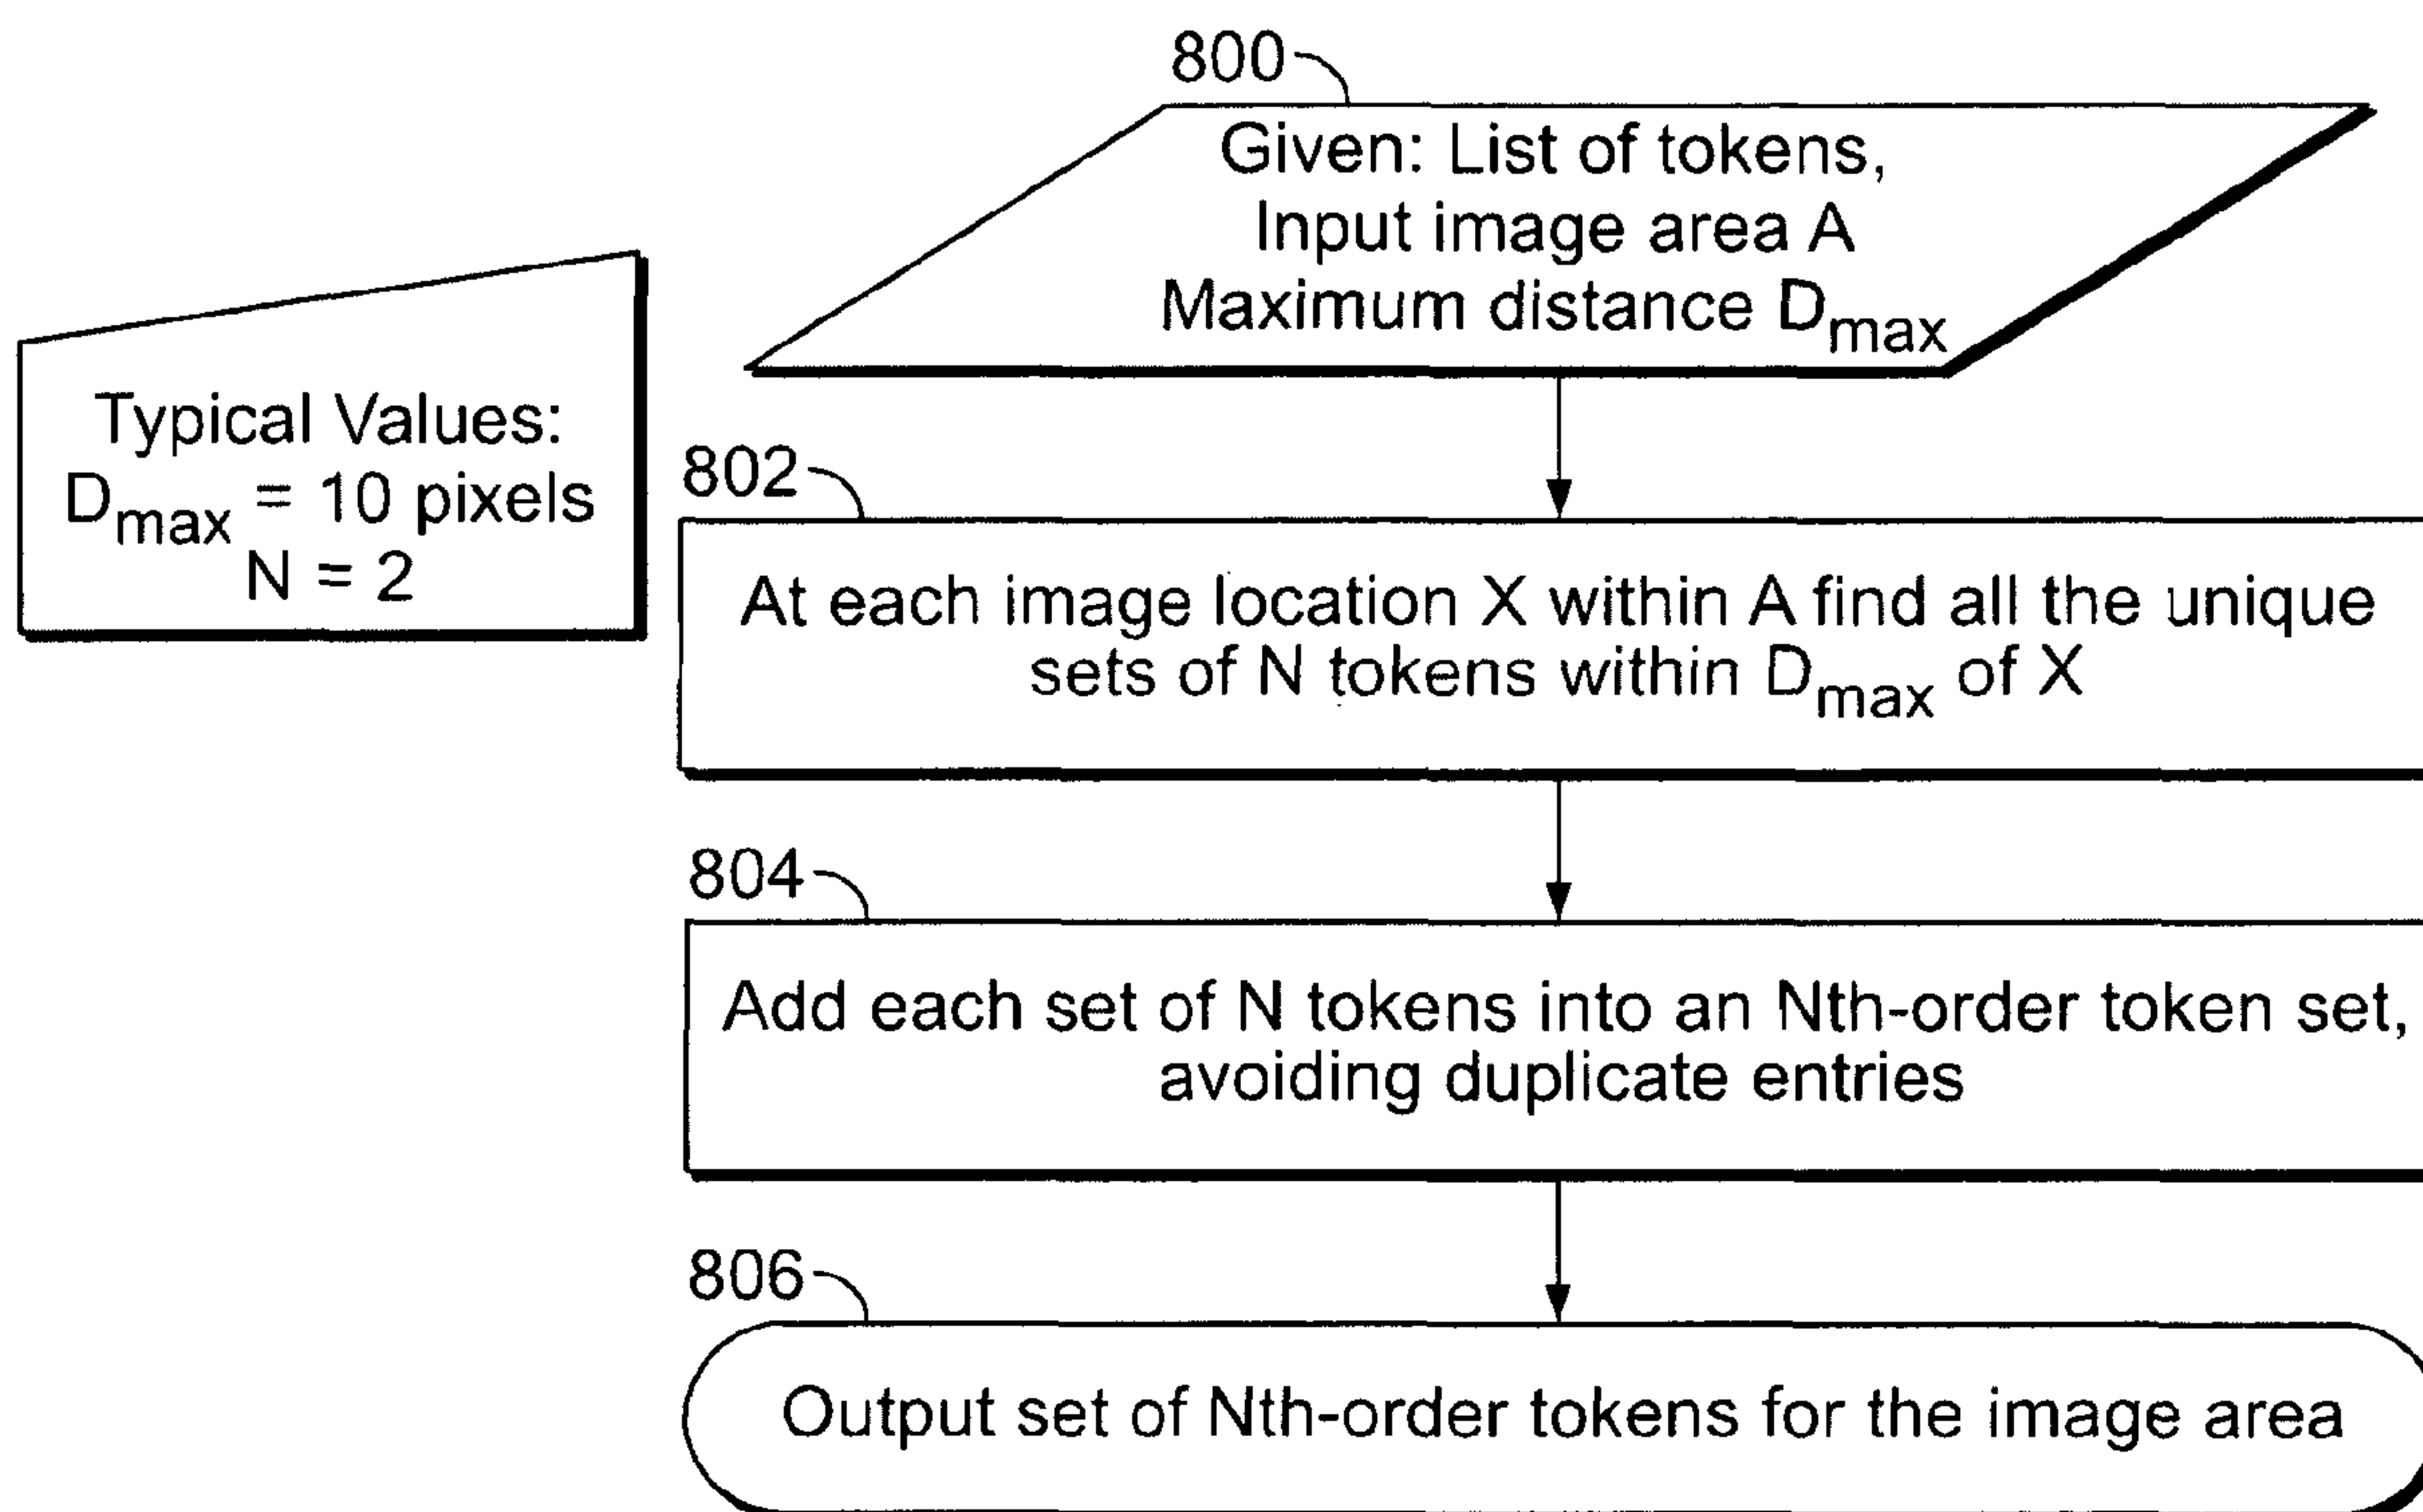 800
Given: List of tokens,
Input image area A
Maximum distance Dmax
Typical Values:
Dmax = 10 pixels
N = 2
802
At each image location X within A find all the unique
sets of N tokens within Dmax of X
804
Add each set of N tokens into an Nth-order token set,
avoiding duplicate entries
806
Output set of Nth-order tokens for the image area